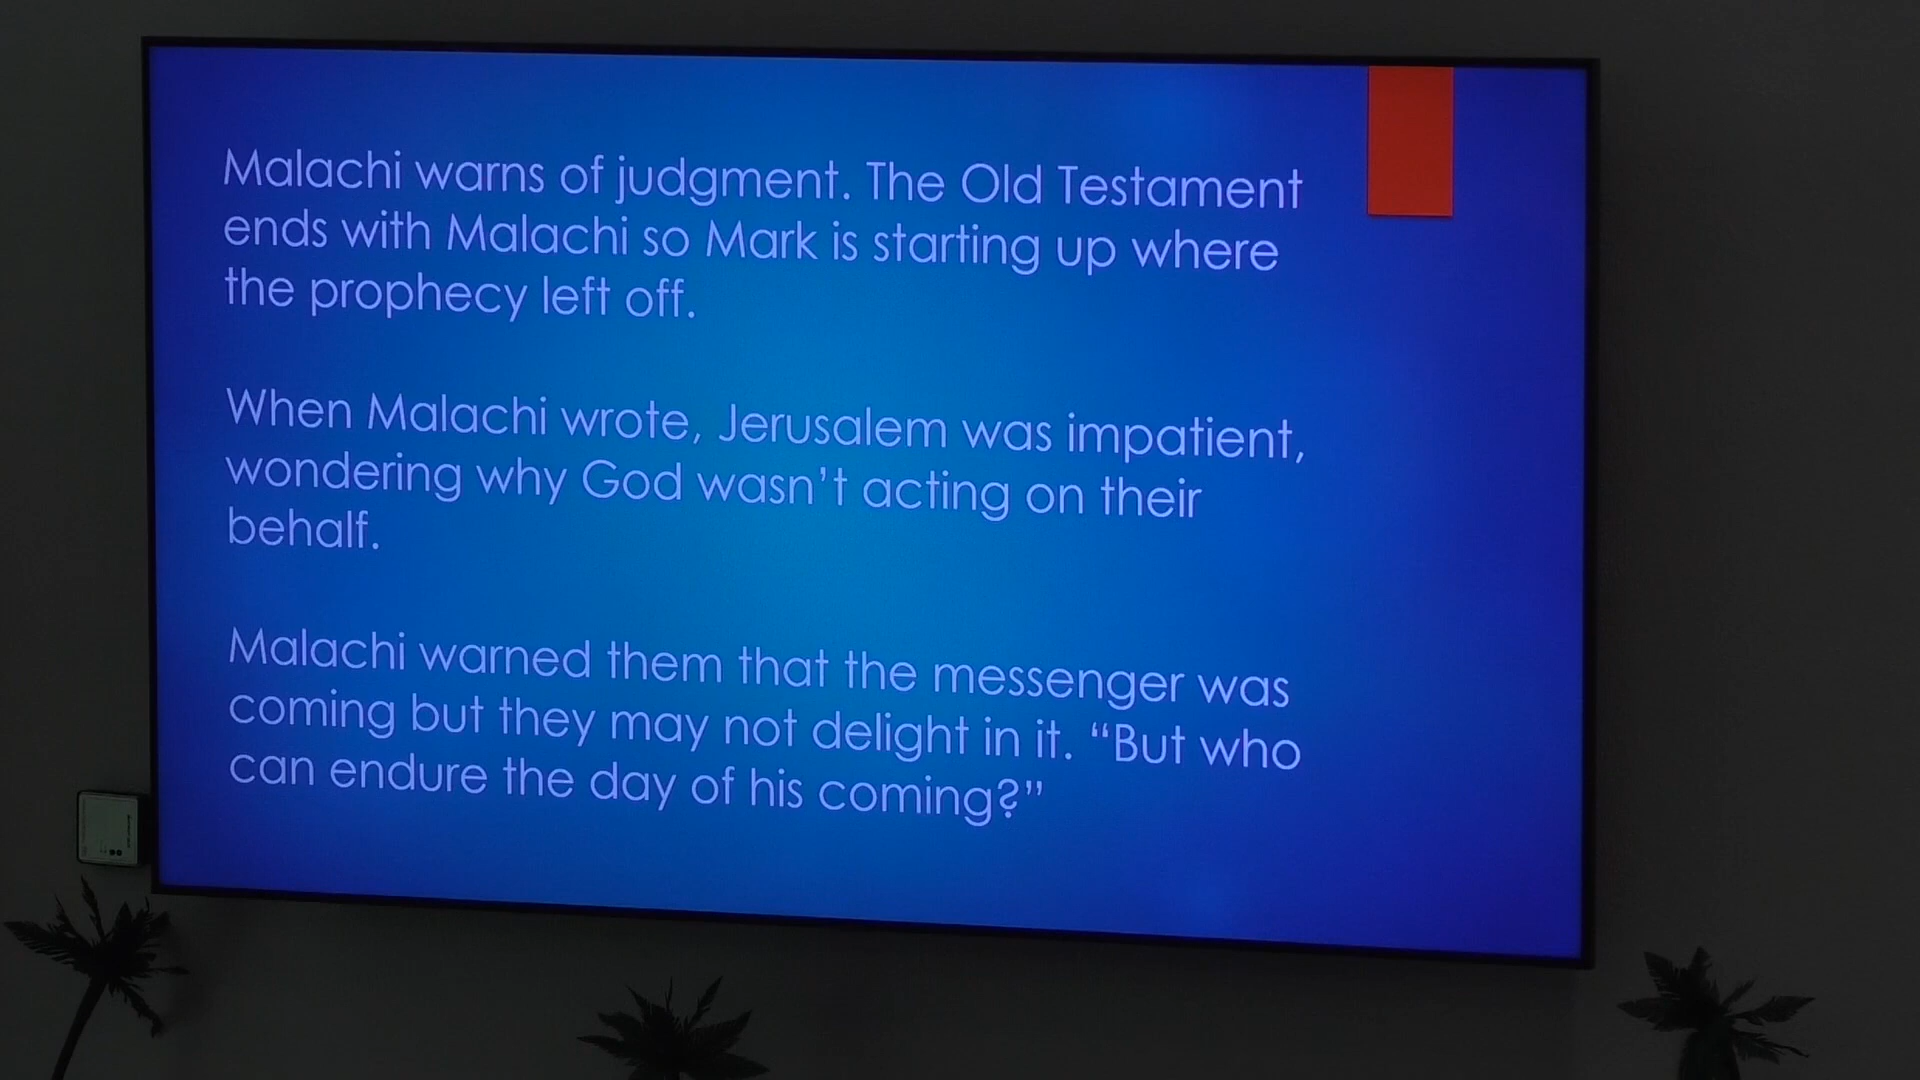 Malachi warns of judgment. The Old Testament
ends with Malachi so Mark is starting up where
the prophecy left off.
When Malachi wrote, Jerusalem was impatient,
wondering why God wasn’t acting on their
behalf.
Malachi warned them that the messenger was
coming but they may not delight in it. “But who
can endure the day of his coming?”